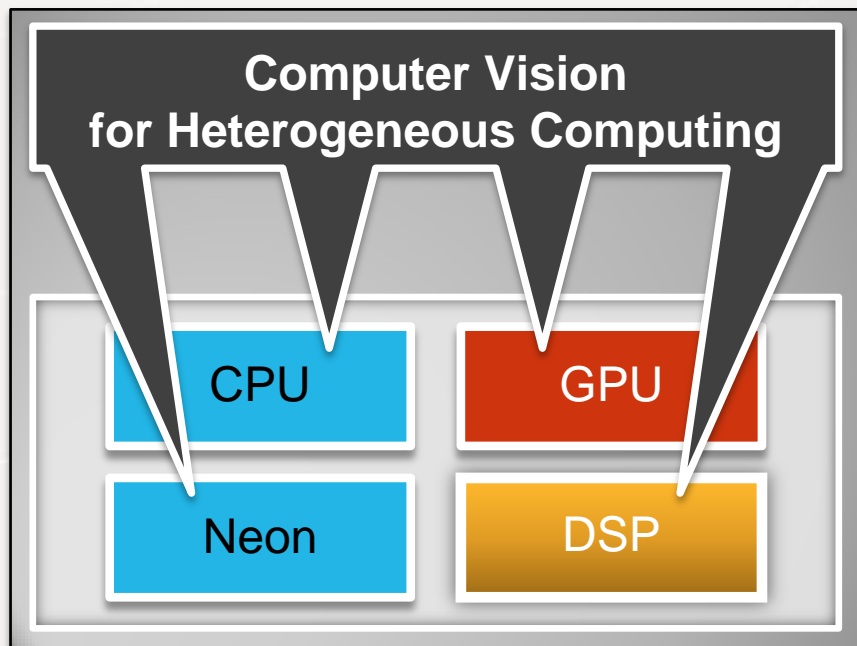 Computer Vision
for Heterogeneous Computing
CPU
GPU
Neon
DSP